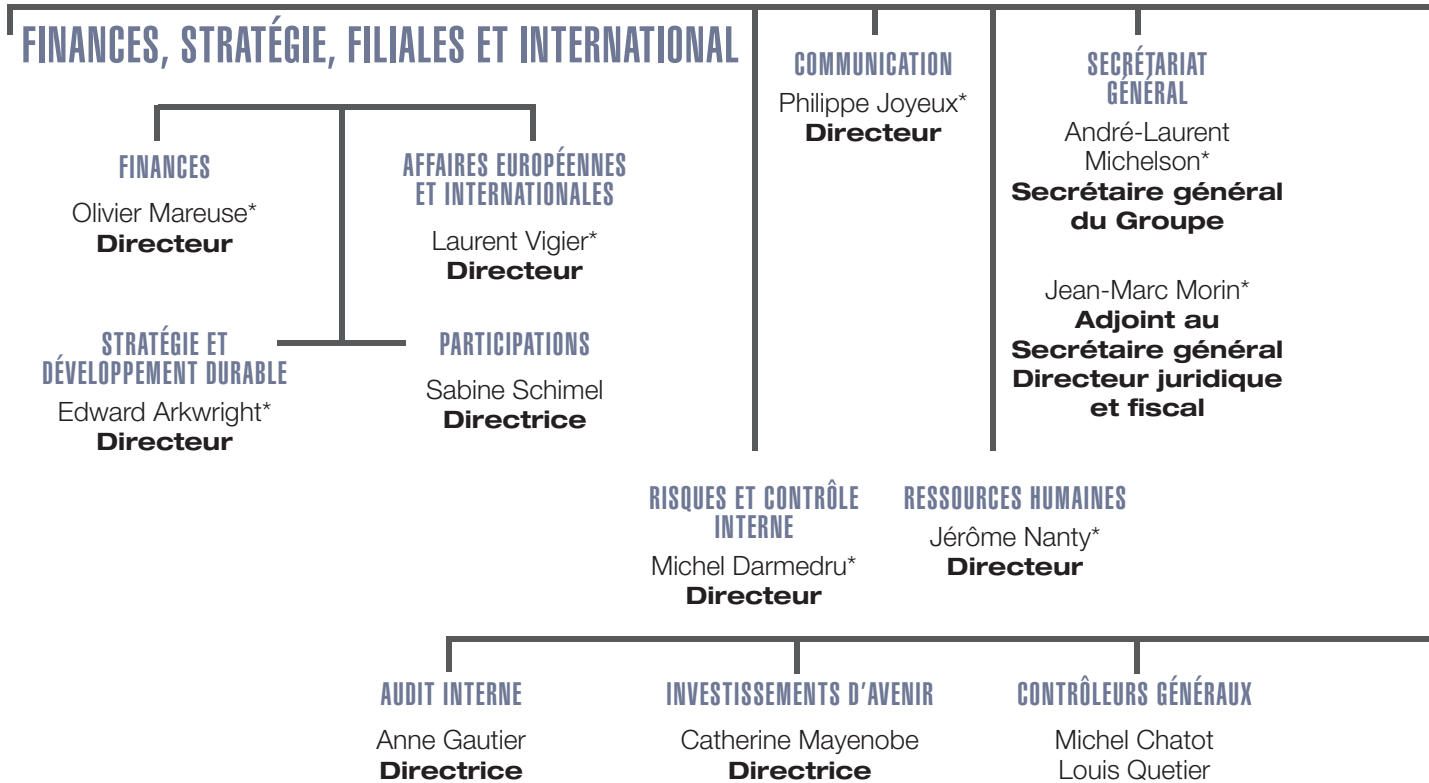 FINANCES, STRATÉGIE, FILIALES ET INTERNATIONAL
FINANCES
Olivier Mareuse*
Directeur
AFFAIRES EUROPÉENNES
ET INTERNATIONALES
Laurent Vigier*
Directeur
STRATÉGIE ET
DÉVELOPPEMENT DURABLE
Edward Arkwright*
Directeur
PARTICIPATIONS
Sabine Schimel
Directrice
COMMUNICATION
Philippe Joyeux*
Directeur
SECRÉTARIAT
GÉNÉRAL
André-Laurent
Michelson*
Secrétaire général
du Groupe
Jean-Marc Morin*
Adjoint au
Secrétaire général
Directeur juridique
et fiscal
RISQUES ET CONTRÔLE
INTERNE
Michel Darmedru*
Directeur
RESSOURCES HUMAINES
Jérôme Nanty*
Directeur
AUDIT INTERNE
Anne Gautier
Directrice
INVESTISSEMENTS D'AVENIR
Catherine Mayenobe
Directrice
CONTRÔLEURS GÉNÉRAUX
Michel Chatot
Louis Quetier